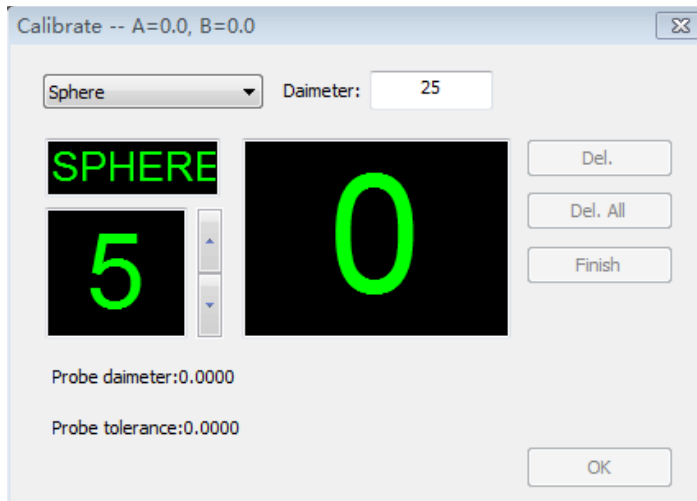 Calibrate -- A=0.0, B=0.0
Sphere
Daimeter: 25
SPHERE
5
0
Del.
Del. All
Finish
Probe daimeter:0.0000
Probe tolerance:0.0000
OK